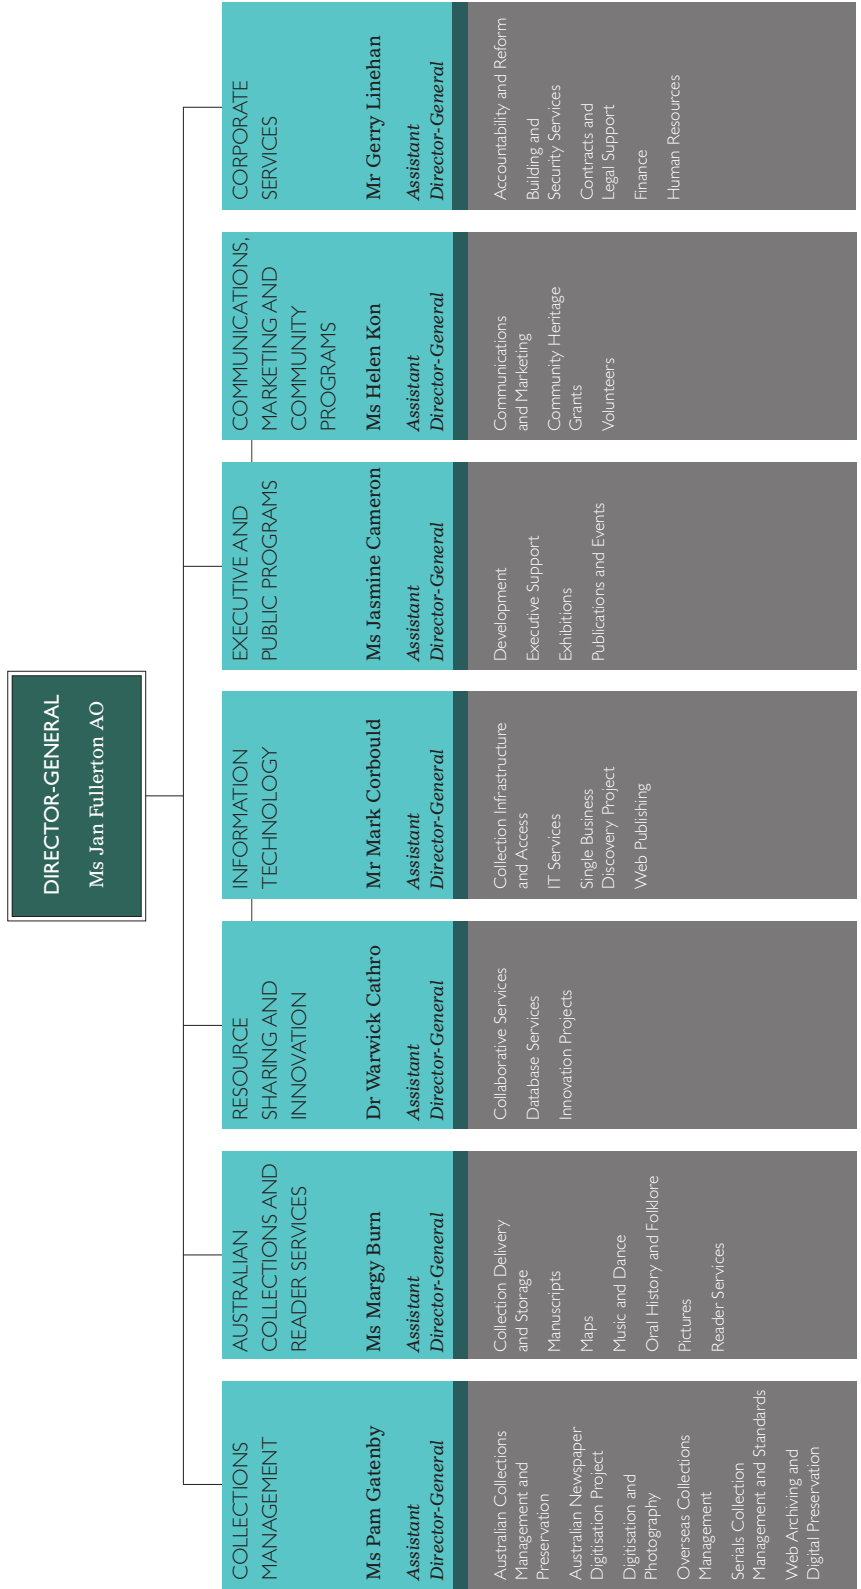 DIRECTOR-GENERAL
Ms Jan Fullerton AO
COLLECTIONS
MANAGEMENT
Ms Pam Gatenby
Assistant
Director-General
Australian Collections
Management and
Preservation
Australian Newspaper
Digitisation Project
Digitisation and
Photography
Overseas Collections
Management
Serials Collection
Management and Standards
Web Archiving and
Digital Preservation
AUSTRALIAN
COLLECTIONS AND
READER SERVICES
Ms Margy Burn
Assistant
Director-General
Collection Delivery
and Storage
Manuscripts
Maps
Music and Dance
Oral History and Folklore
Pictures
Reader Services
RESOURCE
SHARING AND
INNOVATION
Dr Warwick Cathro
Assistant
Director-General
Collaborative Services
Database Services
Innovation Projects
INFORMATION
TECHNOLOGY
Mr Mark Corbould
Assistant
Director-General
Collection Infrastructure
and Access
IT Services
Single Business
Discovery Project
Web Publishing
EXECUTIVE AND
PUBLIC PROGRAMS
Ms Jasmine Cameron
Assistant
Director-General
Development
Executive Support
Exhibitions
Publications and Events
COMMUNICATIONS,
MARKETING AND
COMMUNITY
PROGRAMS
Ms Helen Kon
Assistant
Director-General
Communications
and Marketing
Community Heritage
Grants
Volunteers
CORPORATE
SERVICES
Mr Gerry Linehan
Assistant
Director-General
Accountability and Reform
Building and
Security Services
Contracts and
Legal Support
Finance
Human Resources